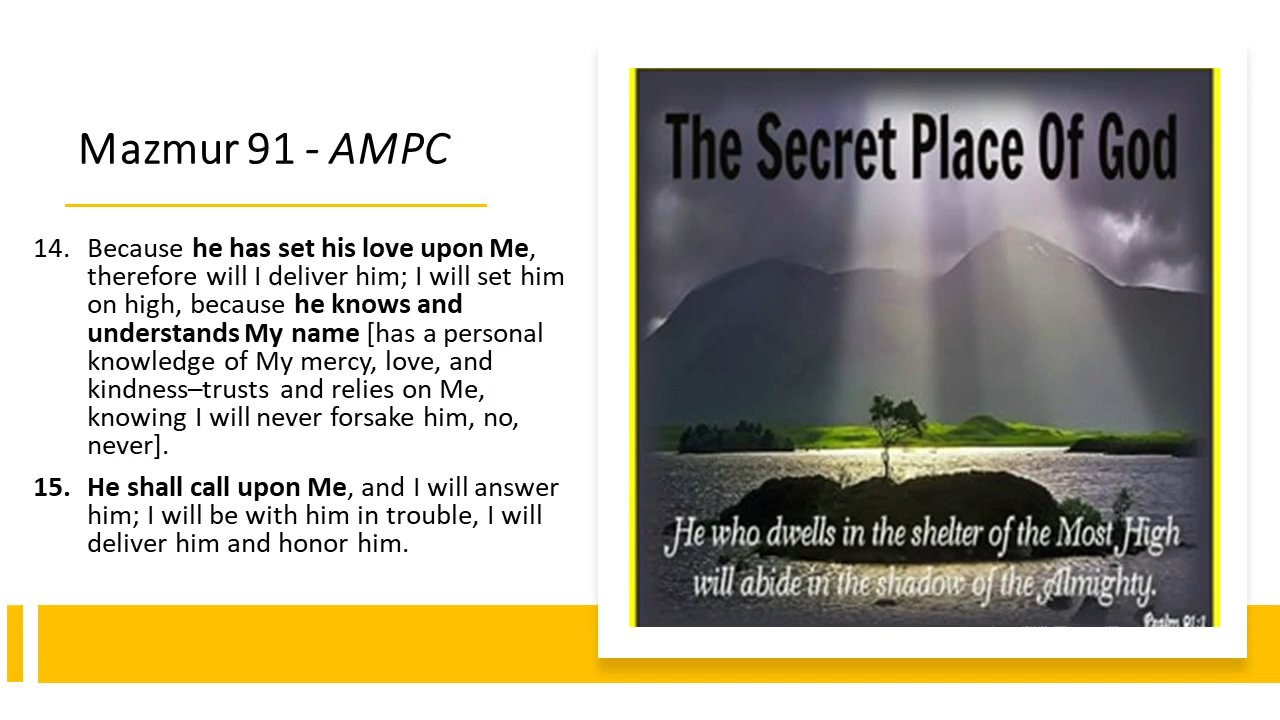 Mazmur 91 - AMPC
14. Because he has set his love upon Me,
therefore will I deliver him; I will set him
on high, because he knows and
understands My name [has a personal
knowledge of My mercy, love, and
kindness–trusts and relies on Me,
knowing I will never forsake him, no,
never].
15. He shall call upon Me, and I will answer
him; I will be with him in trouble, I will
deliver him and honor him.
The Secret Place Of God
He who dwells in the shelter of the Most High
will abide in the shadow of the Almighty.
Psalm 91:1